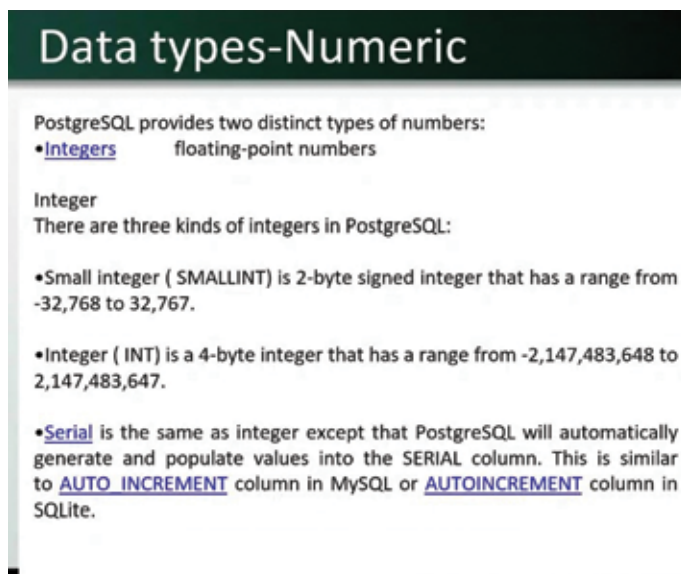 Data types-Numeric
PostgreSQL provides two distinct types of numbers:
•Integers floating-point numbers
Integer
There are three kinds of integers in PostgreSQL:
•Small integer ( SMALLINT) is 2-byte signed integer that has a range from
-32,768 to 32,767.
•Integer ( INT) is a 4-byte integer that has a range from -2,147,483,648 to
2,147,483,647.
•Serial is the same as integer except that PostgreSQL will automatically
generate and populate values into the SERIAL column. This is similar
to AUTO_INCREMENT column in MySQL or AUTOINCREMENT column in
SQLite.